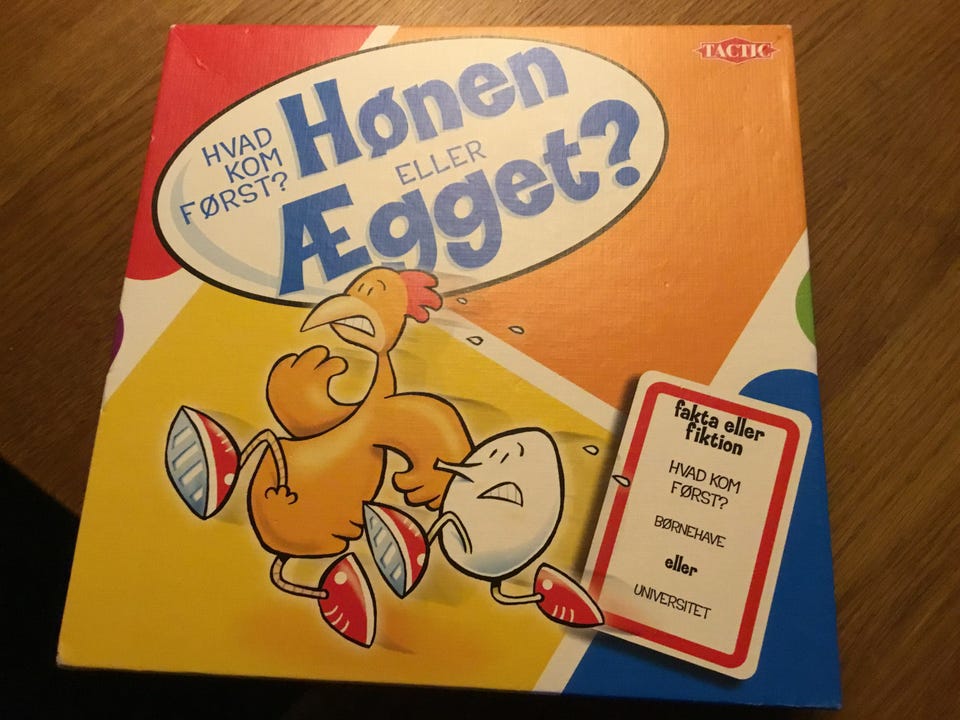 TACTIC
HVAD
KOM
FØRST?
Hønen
ELLER
Ægget?
fakta eller
fiktion
HVAD KOM
FØRST?
BØRNEHAVE
eller
UNIVERSITET